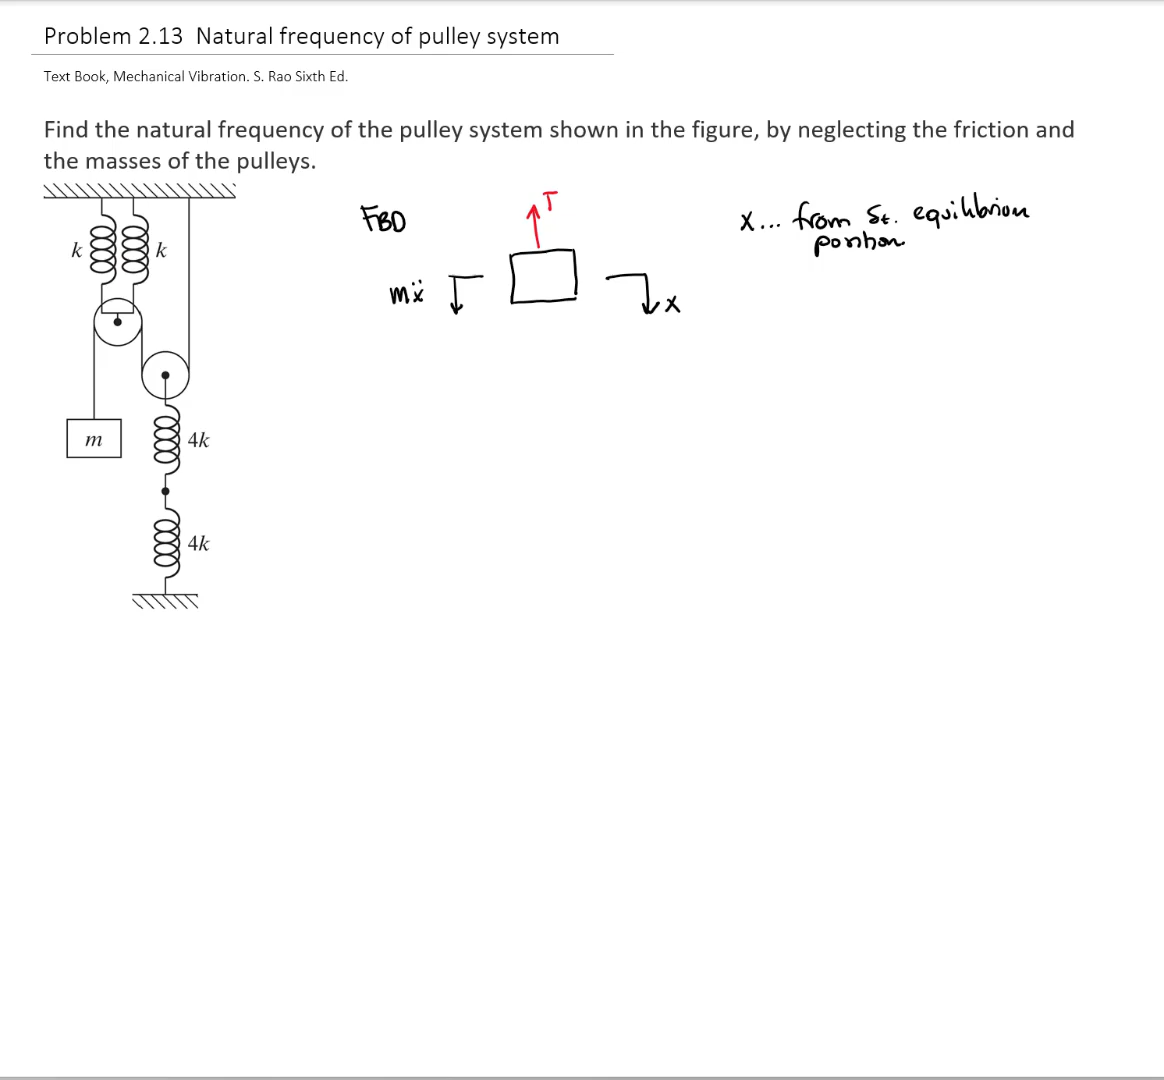 Problem 2.13 Natural frequency of pulley system
Text Book, Mechanical Vibration. S. Rao Sixth Ed.
Find the natural frequency of the pulley system shown in the figure, by neglecting the friction and
the masses of the pulleys.
T
FBD
x... from St. equilibrium
position
k
k
mẍ
x
m
4k
4k